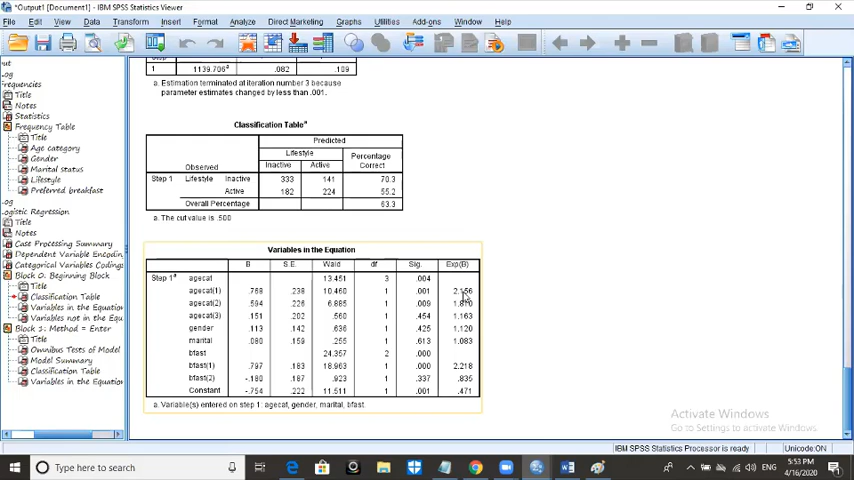 *Output1 [Document1] - IBM SPSS Statistics Viewer
File Edit View Data Transform Insert Format Analyze Direct Marketing Graphs Utilities Add-ons Window Help
1 1139.706a .082 .109
a. Estimation terminated at iteration number 3 because
parameter estimates changed by less than .001.
Classification Tablea
Predicted
Lifestyle Percentage
Observed Inactive Active Correct
Step 1 Lifestyle Inactive 333 141 70.3
Active 182 224 55.2
Overall Percentage 63.3
a. The cut value is .500
Variables in the Equation
B S.E. Wald df Sig. Exp(B)
Step 1a agecat 13.451 3 .004
agecat(1) .768 .238 10.460 1 .001 2.156
agecat(2) .594 .226 6.885 1 .009 1.810
agecat(3) .151 .202 .560 1 .454 1.163
gender .113 .142 .636 1 .425 1.120
marital .080 .159 .255 1 .613 1.083
bfast 24.357 2 .000
bfast(1) .797 .183 18.963 1 .000 2.218
bfast(2) -.180 .187 .923 1 .337 .835
Constant -.754 .222 11.511 1 .001 .471
a. Variable(s) entered on step 1: agecat, gender, marital, bfast.
ut
og
requencies
Title
Notes
Statistics
Frequency Table
Title
Age category
Gender
Marital status
Lifestyle
Preferred breakfast
og
ogistic Regression
Title
Notes
Case Processing Summary
Dependent Variable Encodin
Categorical Variables Codings
Block 0: Beginning Block
Title
Classification Table
Variables in the Equation
Variables not in the Equ
Block 1: Method = Enter
Title
Omnibus Tests of Model
Model Summary
Classification Table
Variables in the Equation
Activate Windows
Go to Settings to activate Windows.
IBM SPSS Statistics Processor is ready Unicode:ON
Type here to search
ENG
5:53 PM
4/16/2020